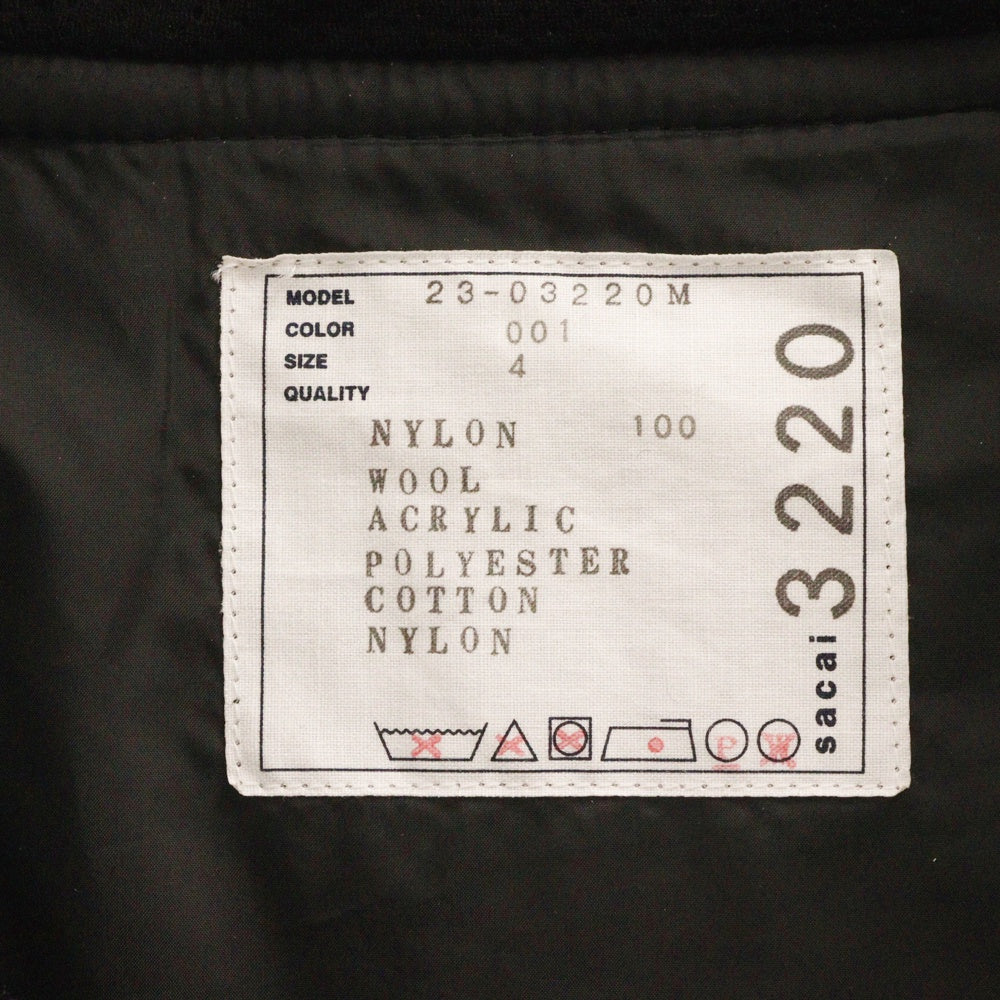 MODEL 23-03220M
COLOR 001
SIZE 4
QUALITY
NYLON 100
WOOL
ACRYLIC
POLYESTER
COTTON
NYLON
P W
sacai 3220